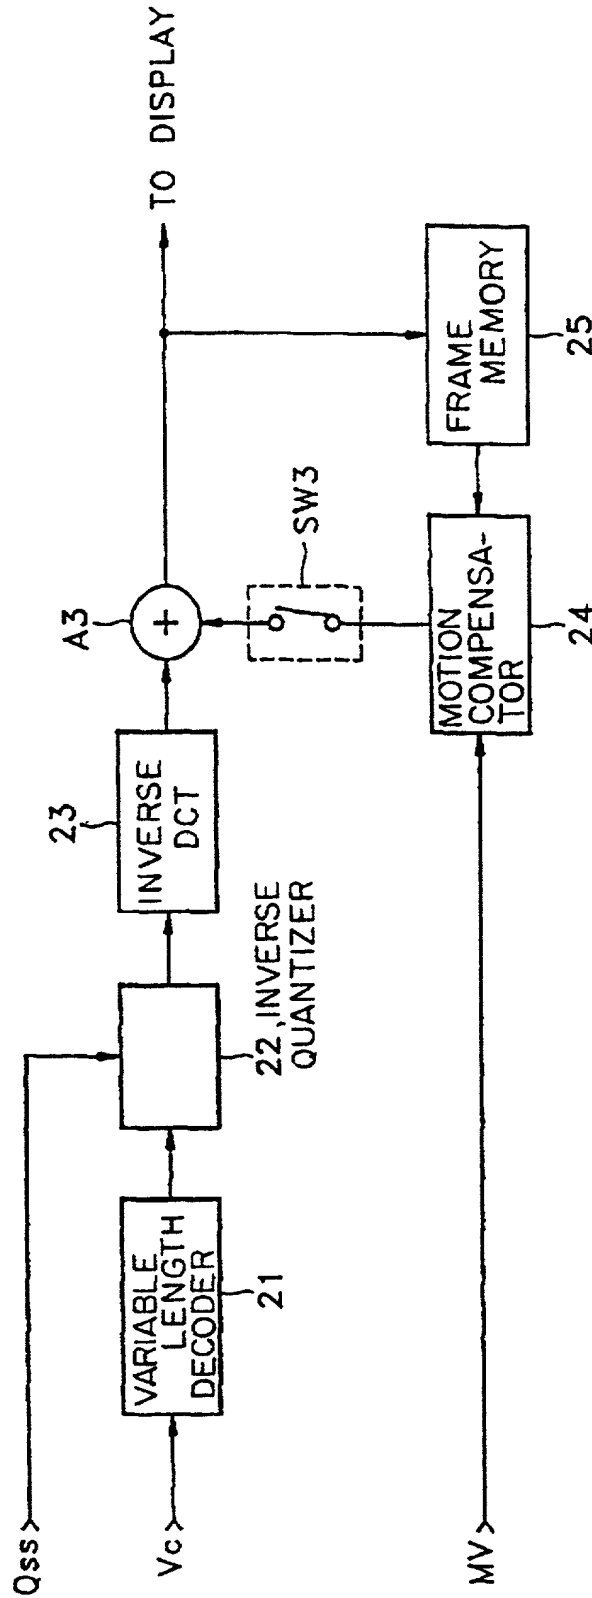 Qss
Vc
MV
VARIABLE
LENGTH
DECODER
21
22, INVERSE
QUANTIZER
23
INVERSE
DCT
A3
+
SW3
MOTION
COMPENSA-
TOR
24
FRAME
MEMORY
25
TO DISPLAY